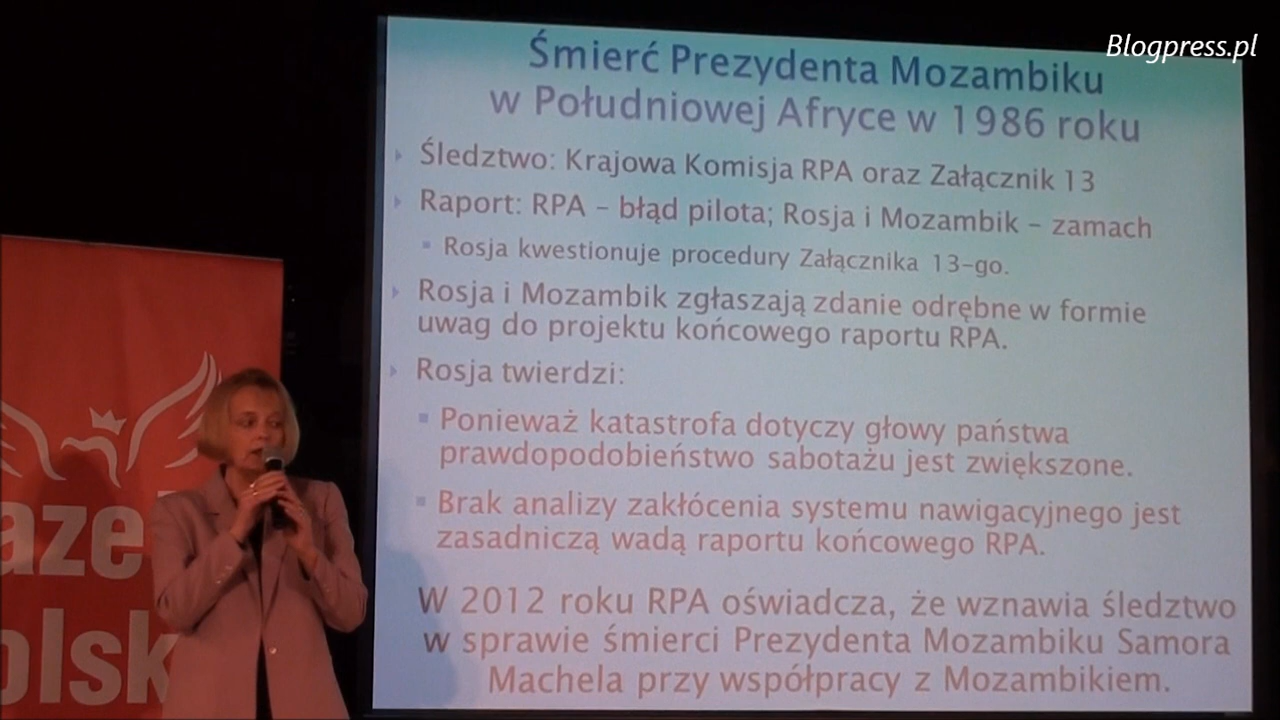 Blogpress.pl
Śmierć Prezydenta Mozambiku
w Południowej Afryce w 1986 roku
Śledztwo: Krajowa Komisja RPA oraz Załącznik 13
Raport: RPA – błąd pilota; Rosja i Mozambik – zamach
Rosja kwestionuje procedury Załącznika 13-go.
Rosja i Mozambik zgłaszają zdanie odrębne w formie
uwag do projektu końcowego raportu RPA.
Rosja twierdzi:
Ponieważ katastrofa dotyczy głowy państwa
prawdopodobieństwo sabotażu jest zwiększone.
Brak analizy zakłócenia systemu nawigacyjnego jest
zasadniczą wadą raportu końcowego RPA.
W 2012 roku RPA oświadcza, że wznawia śledztwo
w sprawie śmierci Prezydenta Mozambiku Samora
Machela przy współpracy z Mozambikiem.
aze
olsk